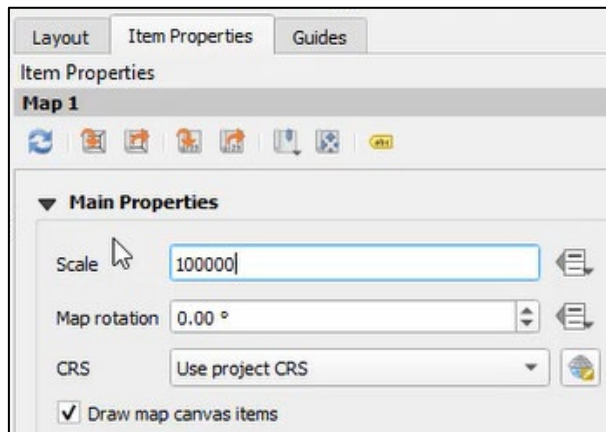 Layout Item Properties Guides
Item Properties
Map 1
Main Properties
Scale 100000
Map rotation 0.00 °
CRS Use project CRS
Draw map canvas items